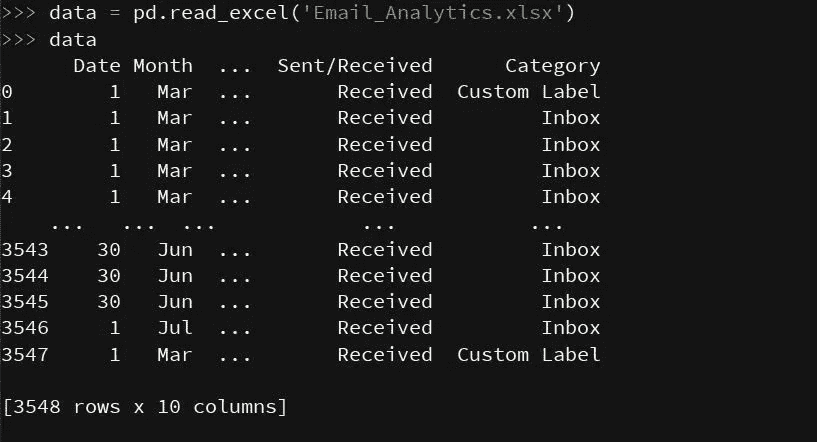 >>> data = pd.read_excel('Email_Analytics.xlsx')
>>> data
      Date Month  ...  Sent/Received      Category
0        1   Mar  ...       Received  Custom Label
1        1   Mar  ...       Received         Inbox
2        1   Mar  ...       Received         Inbox
3        1   Mar  ...       Received         Inbox
4        1   Mar  ...       Received         Inbox
    ...   ...  ...            ...           ...
3543    30   Jun  ...       Received         Inbox
3544    30   Jun  ...       Received         Inbox
3545    30   Jun  ...       Received         Inbox
3546     1   Jul  ...       Received         Inbox
3547     1   Mar  ...       Received  Custom Label
[3548 rows x 10 columns]